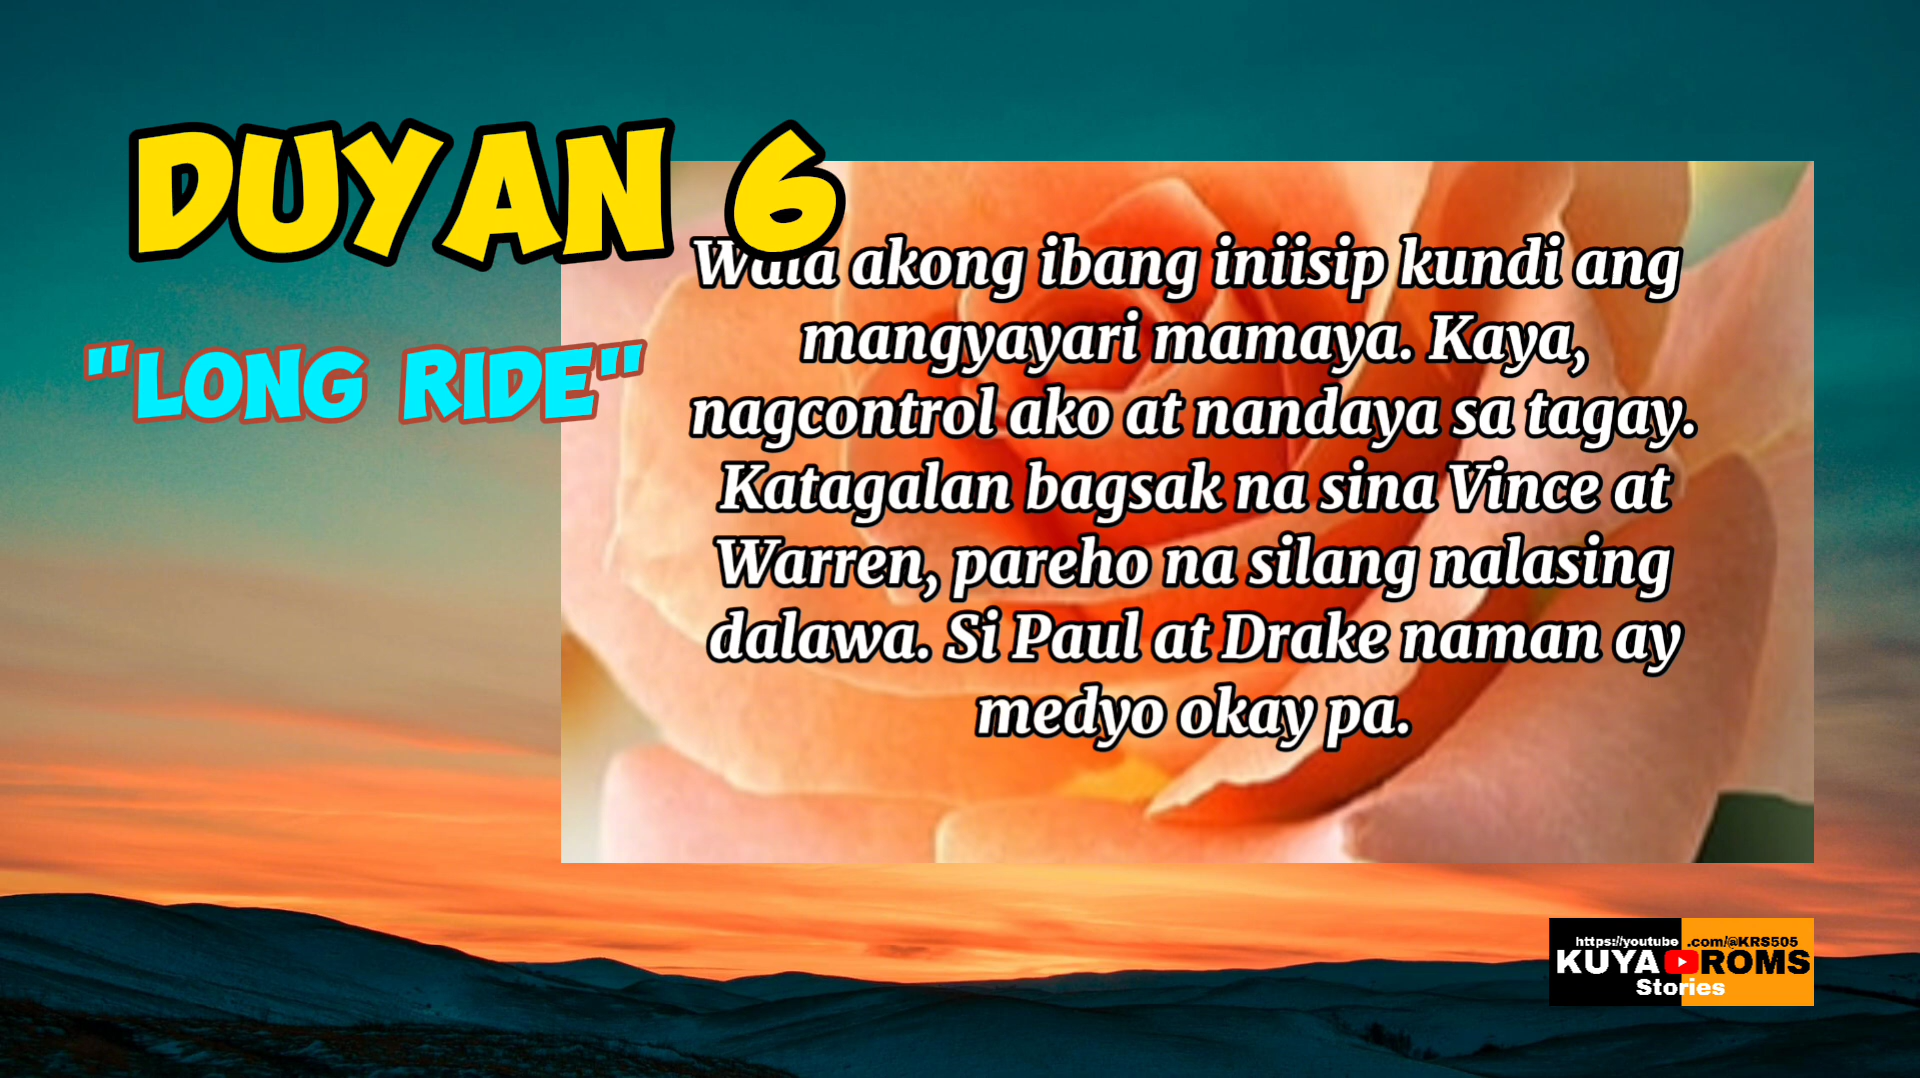 DUYAN 6
"LONG RIDE"
Wala akong ibang iniisip kundi ang
mangyayari mamaya. Kaya,
nagcontrol ako at nandaya sa tagay.
Katagalan bagsak na sina Vince at
Warren, pareho na silang nalasing
dalawa. Si Paul at Drake naman ay
medyo okay pa.
https://youtube.com/@KRS505
KUYA ROMS
Stories